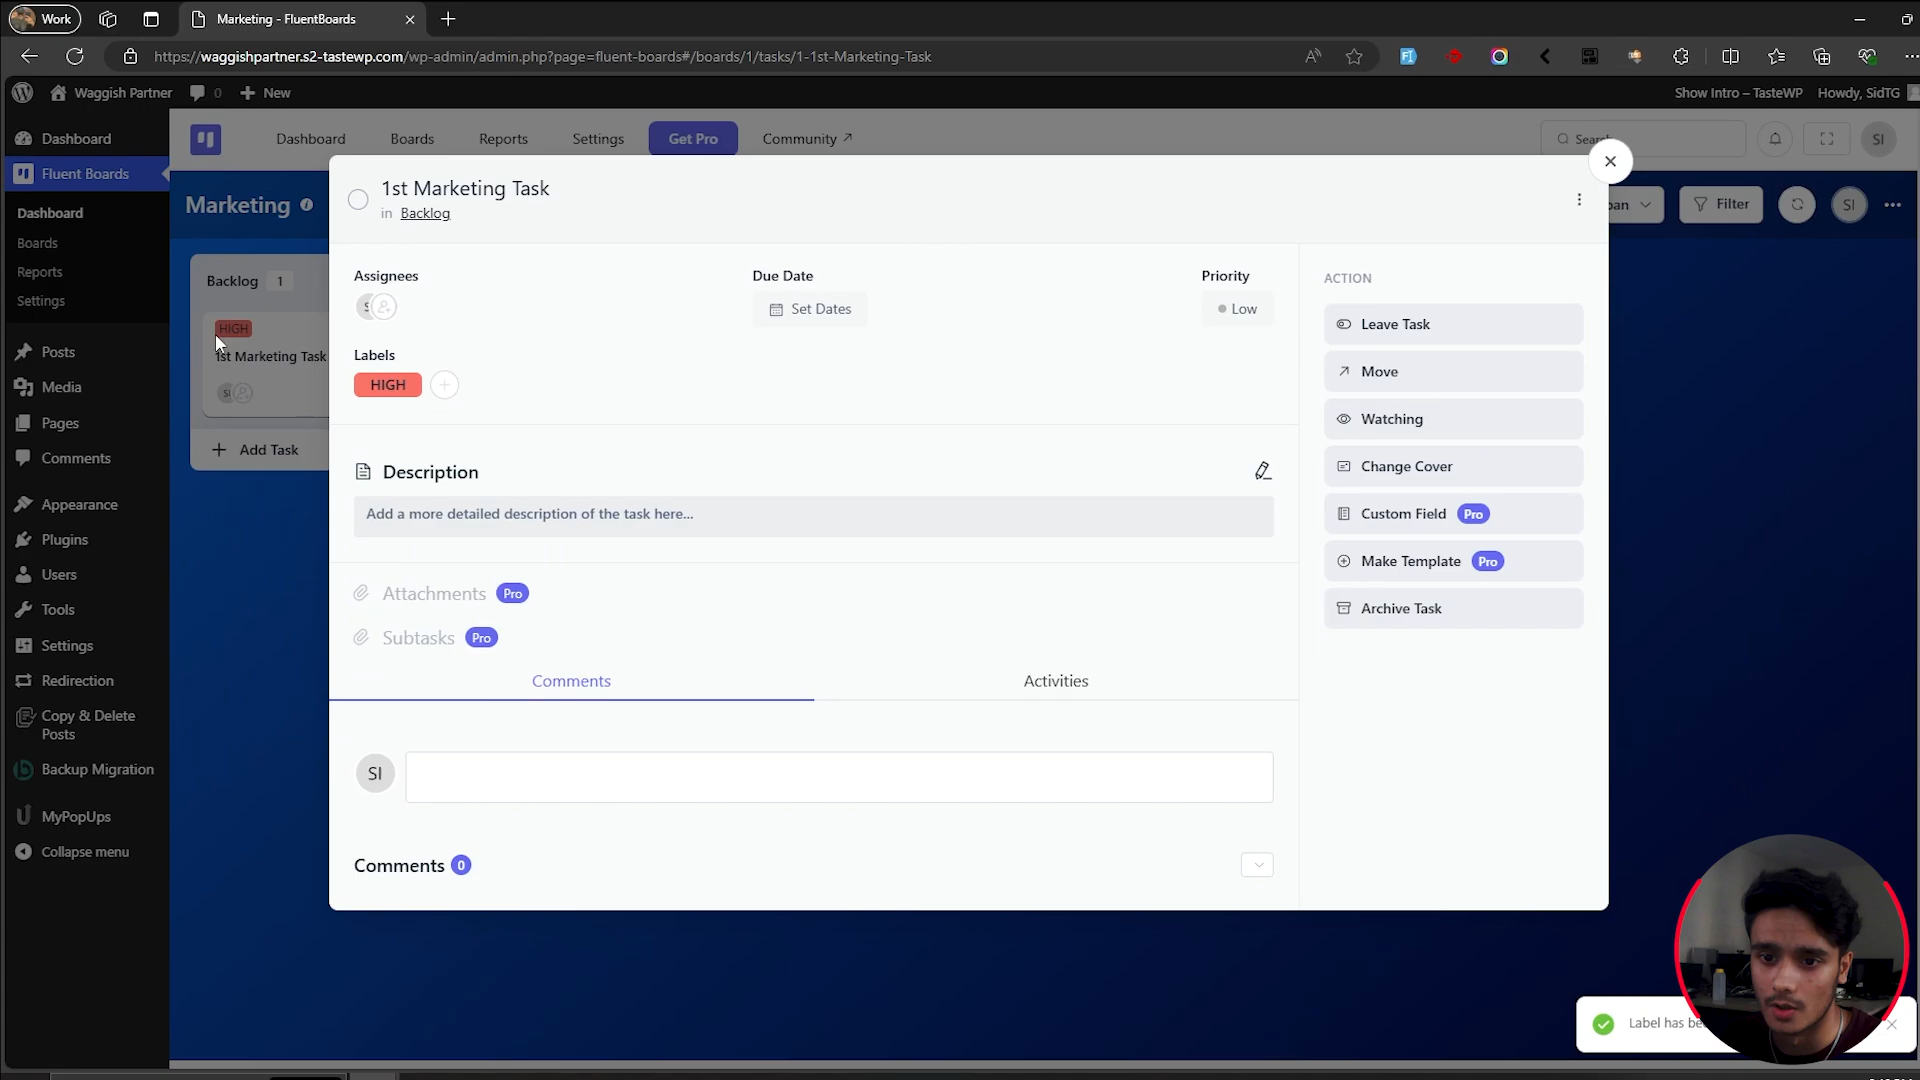 Work
Marketing - FluentBoards
https://waggishpartner.s2-tastewp.com/wp-admin/admin.php?page=fluent-boards#/boards/1/tasks/1-1st-Marketing-Task
Waggish Partner
0
New
Show Intro – TasteWP
Howdy, SidTG
Dashboard
Fluent Boards
Dashboard
Boards
Reports
Settings
Posts
Media
Pages
Comments
Appearance
Plugins
Users
Tools
Settings
Redirection
Copy & Delete
Posts
Backup Migration
MyPopUps
Collapse menu
Dashboard
Boards
Reports
Settings
Get Pro
Community
SI
Marketing
Filter
SI
Backlog 1
HIGH
1st Marketing Task
Add Task
1st Marketing Task
in Backlog
Assignees
Due Date
Set Dates
Priority
Low
Labels
HIGH
Description
Add a more detailed description of the task here...
Attachments Pro
Subtasks Pro
Comments
Activities
SI
Comments 0
ACTION
Leave Task
Move
Watching
Change Cover
Custom Field Pro
Make Template Pro
Archive Task
Label has